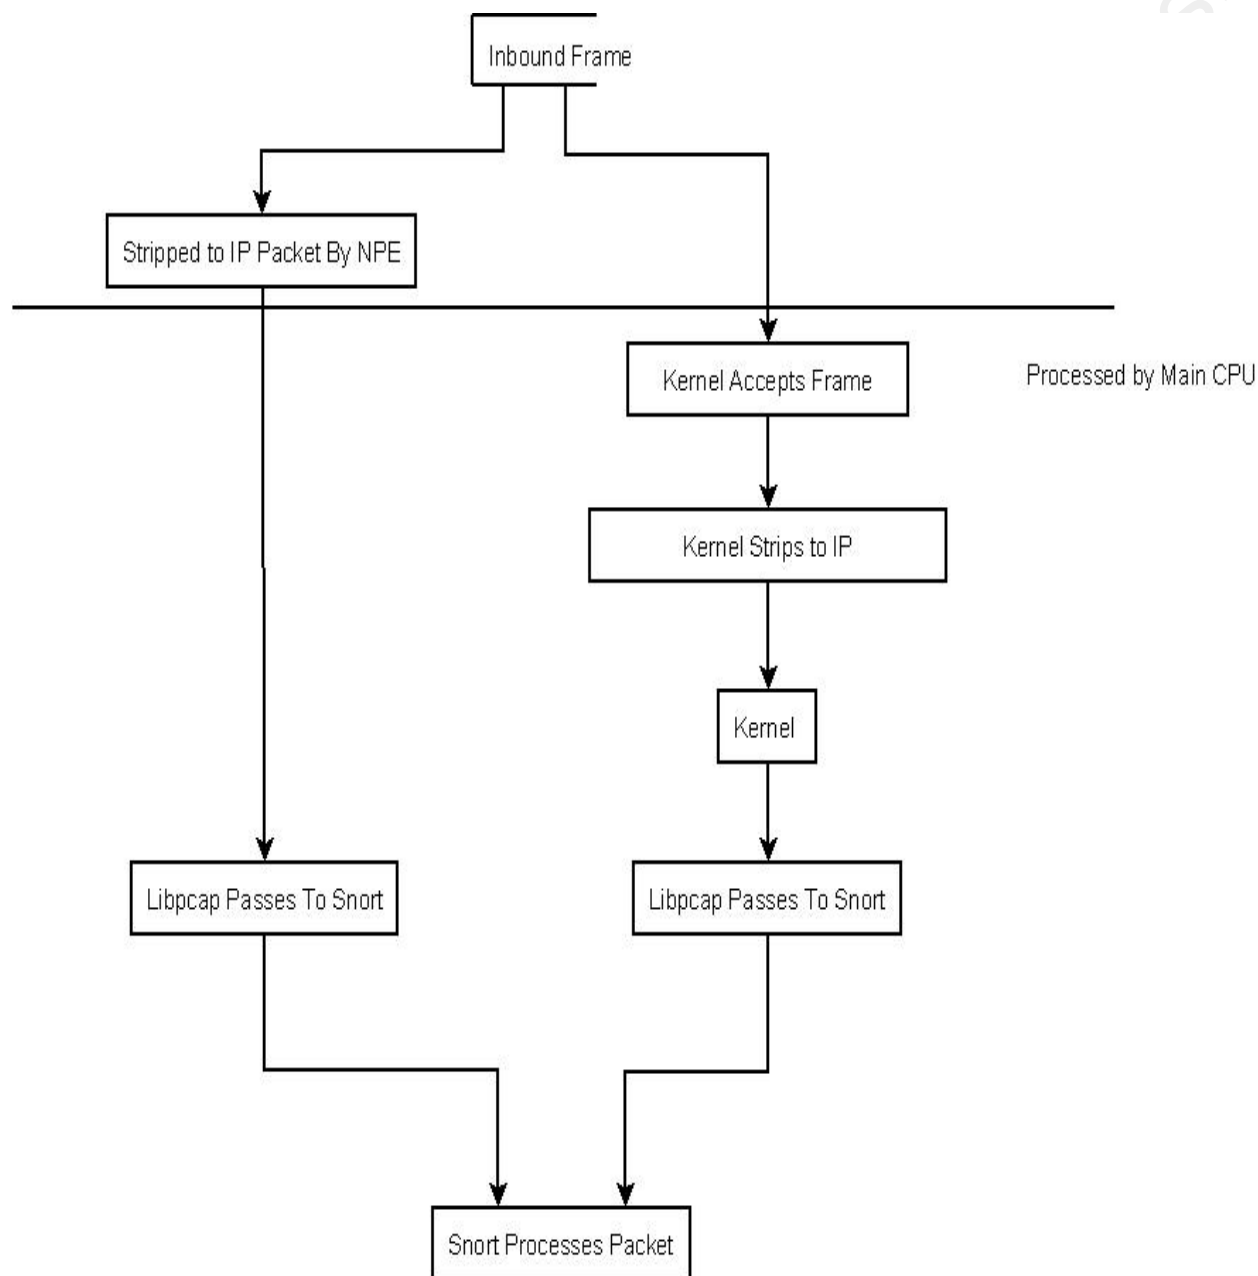 Inbound Frame
Stripped to IP Packet By NPE
Kernel Accepts Frame
Processed by Main CPU
Kernel Strips to IP
Kernel
Libpcap Passes To Snort
Libpcap Passes To Snort
Snort Processes Packet